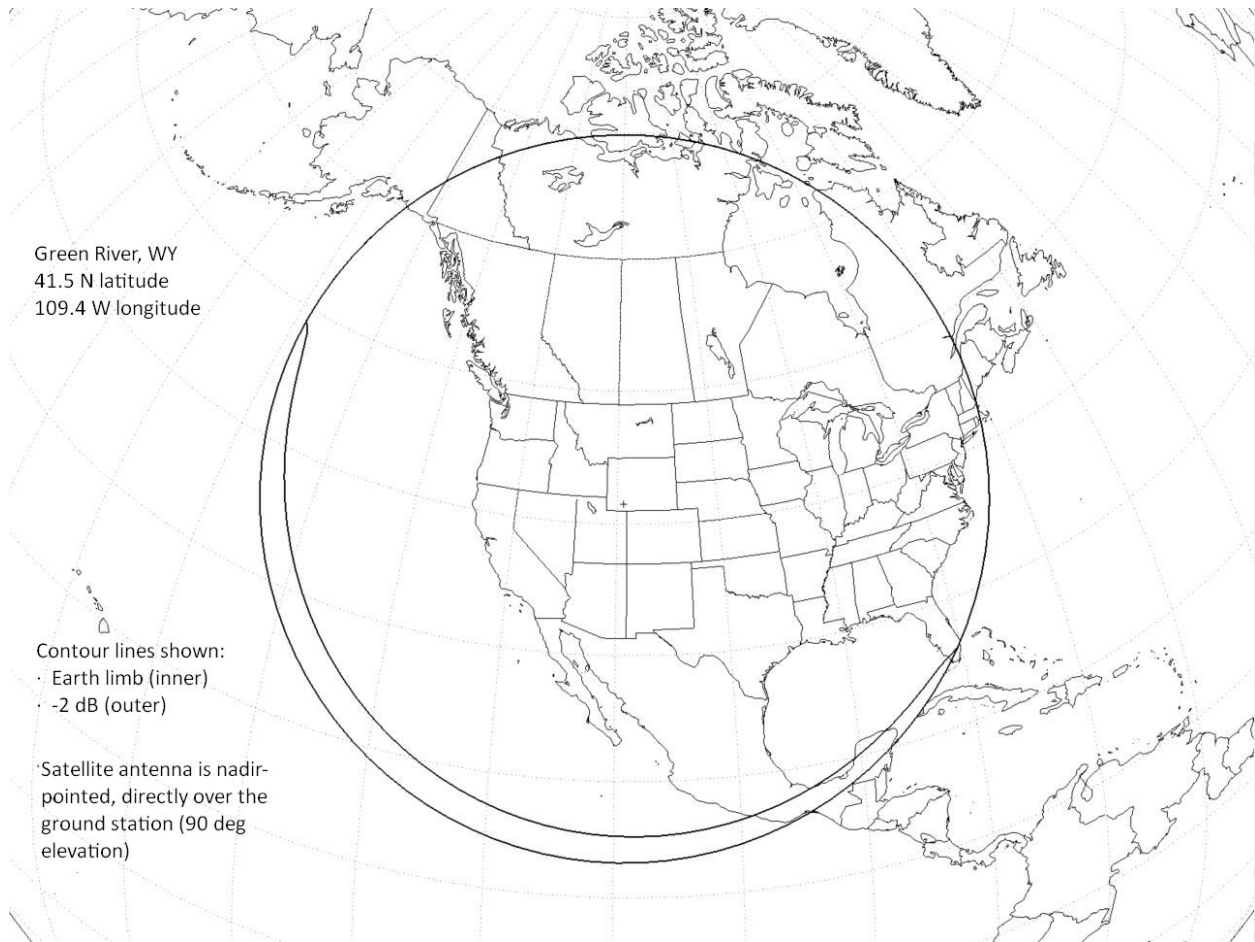 Green River, WY
41.5 N latitude
109.4 W longitude
Contour lines shown:
· Earth limb (inner)
· -2 dB (outer)
Satellite antenna is nadir-
pointed, directly over the
ground station (90 deg
elevation)